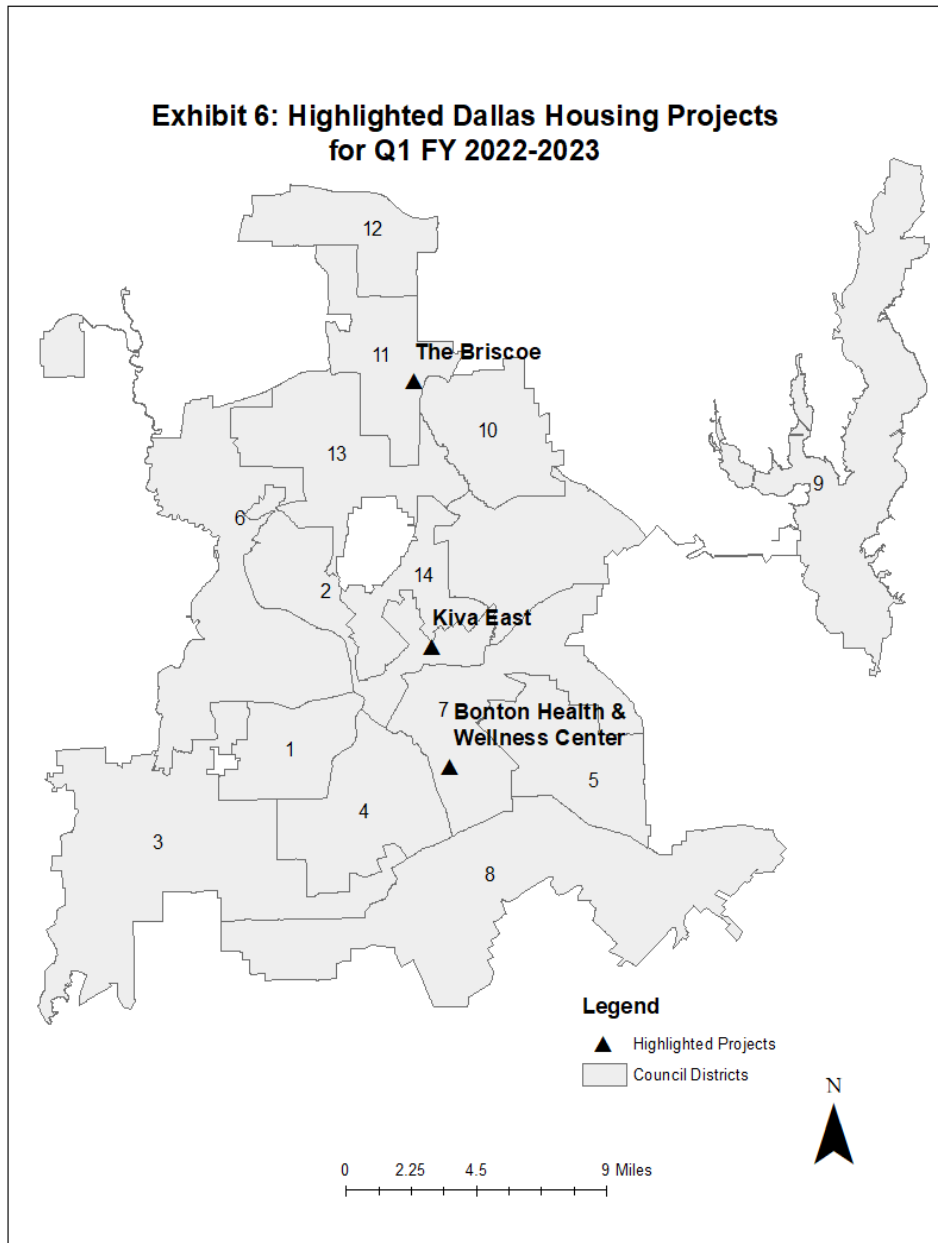 Exhibit 6: Highlighted Dallas Housing Projects
for Q1 FY 2022-2023
12
11
The Briscoe
10
13
9
6
2
14
Kiva East
7
Bonton Health &
Wellness Center
1
5
4
3
8
Legend
Highlighted Projects
Council Districts
N
0 2.25 4.5 9 Miles